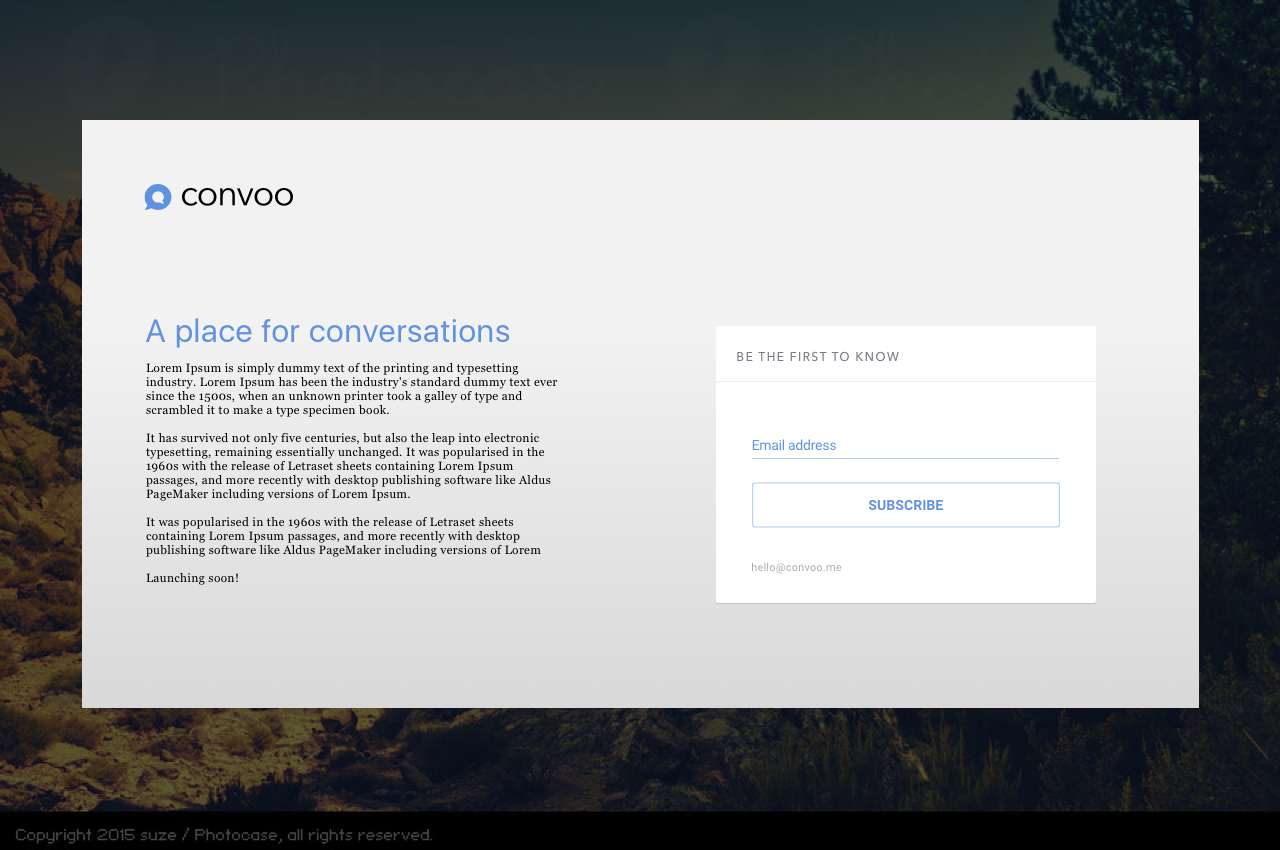 Photocase
convoo
A place for conversations
Lorem Ipsum is simply dummy text of the printing and typesetting
industry. Lorem Ipsum has been the industry's standard dummy text ever
since the 1500s, when an unknown printer took a galley of type and
scrambled it to make a type specimen book.
It has survived not only five centuries, but also the leap into electronic
typesetting, remaining essentially unchanged. It was popularised in the
1960s with the release of Letraset sheets containing Lorem Ipsum
passages, and more recently with desktop publishing software like Aldus
PageMaker including versions of Lorem Ipsum.
It was popularised in the 1960s with the release of Letraset sheets
containing Lorem Ipsum passages, and more recently with desktop
publishing software like Aldus PageMaker including versions of Lorem
Launching soon!
BE THE FIRST TO KNOW
Email address
SUBSCRIBE
hello@convoo.me
Copyright 2015 suze / Photocase, all rights reserved.